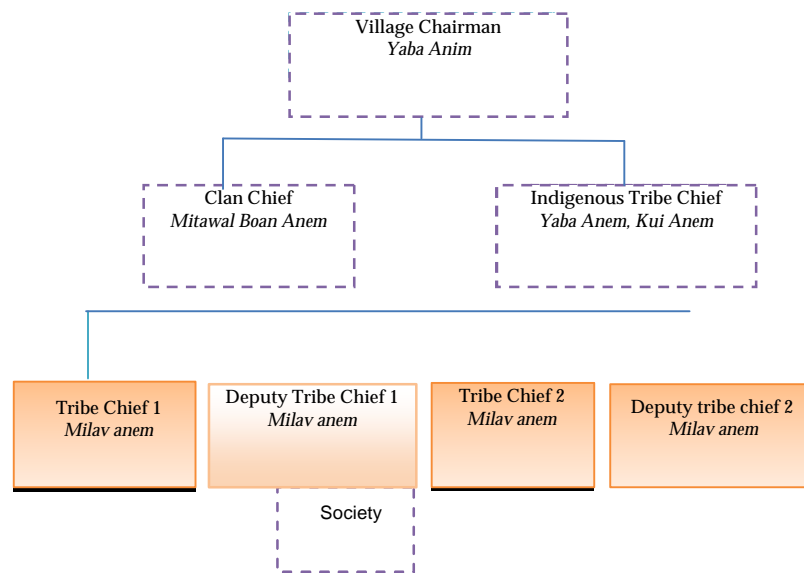 Village Chairman
Yaba Anim
Clan Chief
Mitawal Boan Anem
Indigenous Tribe Chief
Yaba Anem, Kui Anem
Tribe Chief 1
Milav anem
Deputy Tribe Chief 1
Milav anem
Tribe Chief 2
Milav anem
Deputy tribe chief 2
Milav anem
Society